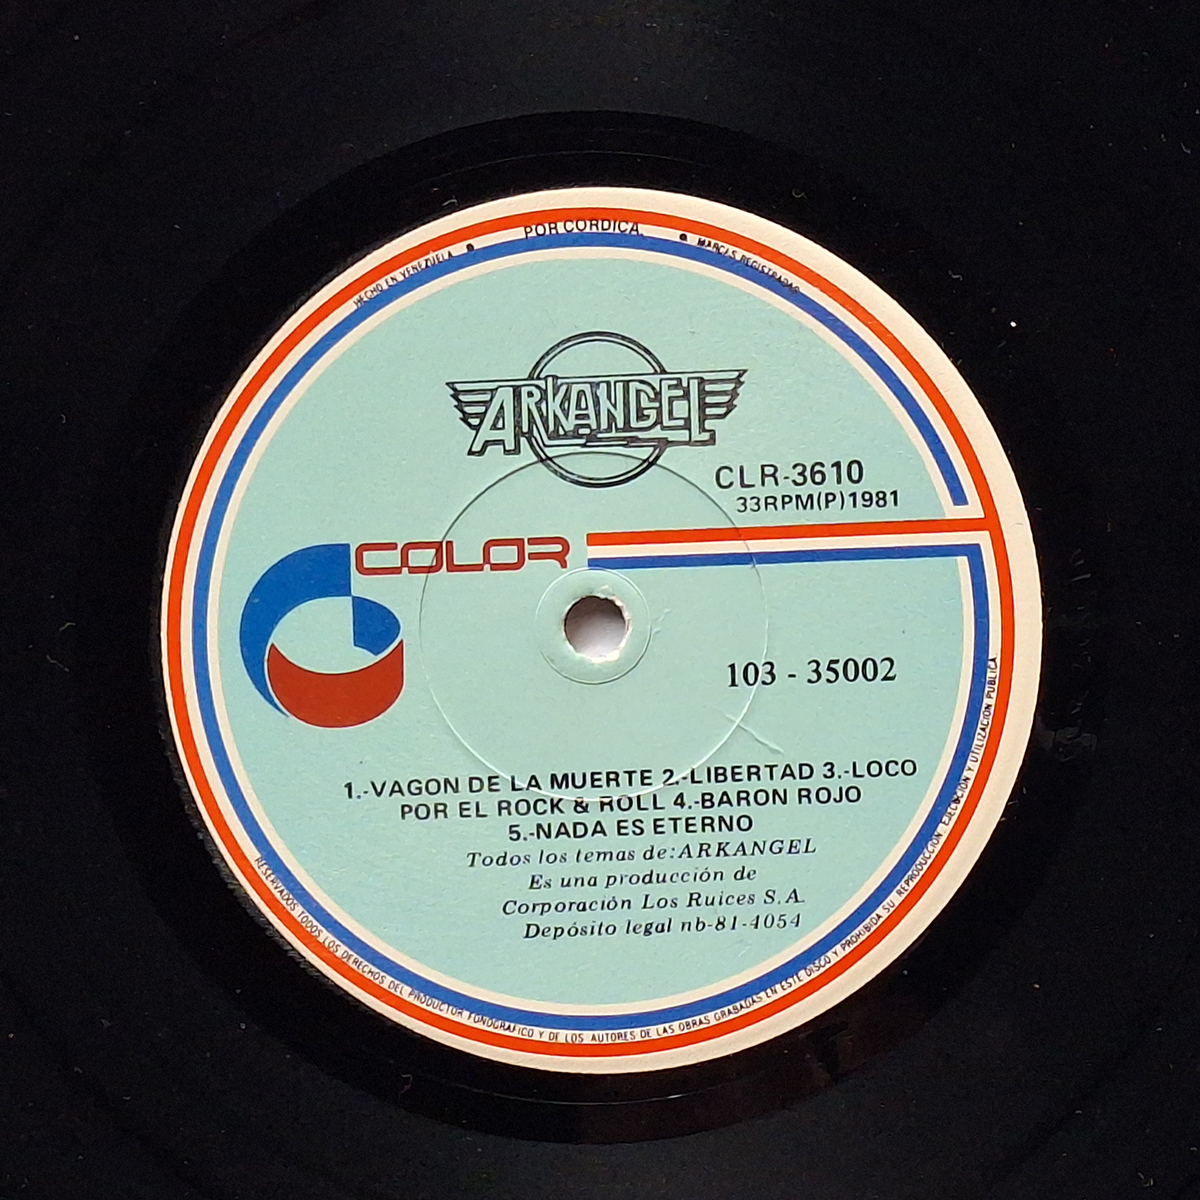 HECHO EN VENEZUELA ● POR CORDICA. ● MARCAS REGISTRADAS
ARKANGEL
CLR-3610
33RPM(P)1981
COLOR
103 - 35002
1.-VAGON DE LA MUERTE 2.-LIBERTAD 3.-LOCO
POR EL ROCK & ROLL 4.-BARON ROJO
5.-NADA ES ETERNO
Todos los temas de:ARKANGEL
Es una producción de
Corporación Los Ruices S.A.
Depósito legal nb-81-4054
RESERVADOS TODOS LOS DERECHOS DEL PRODUCTOR FONOGRAFICO Y DE LOS AUTORES DE LAS OBRAS GRABADAS EN ESTE DISCO Y PROHIBIDA SU REPRODUCCION, EJECUCION Y UTILIZACION PUBLICA.